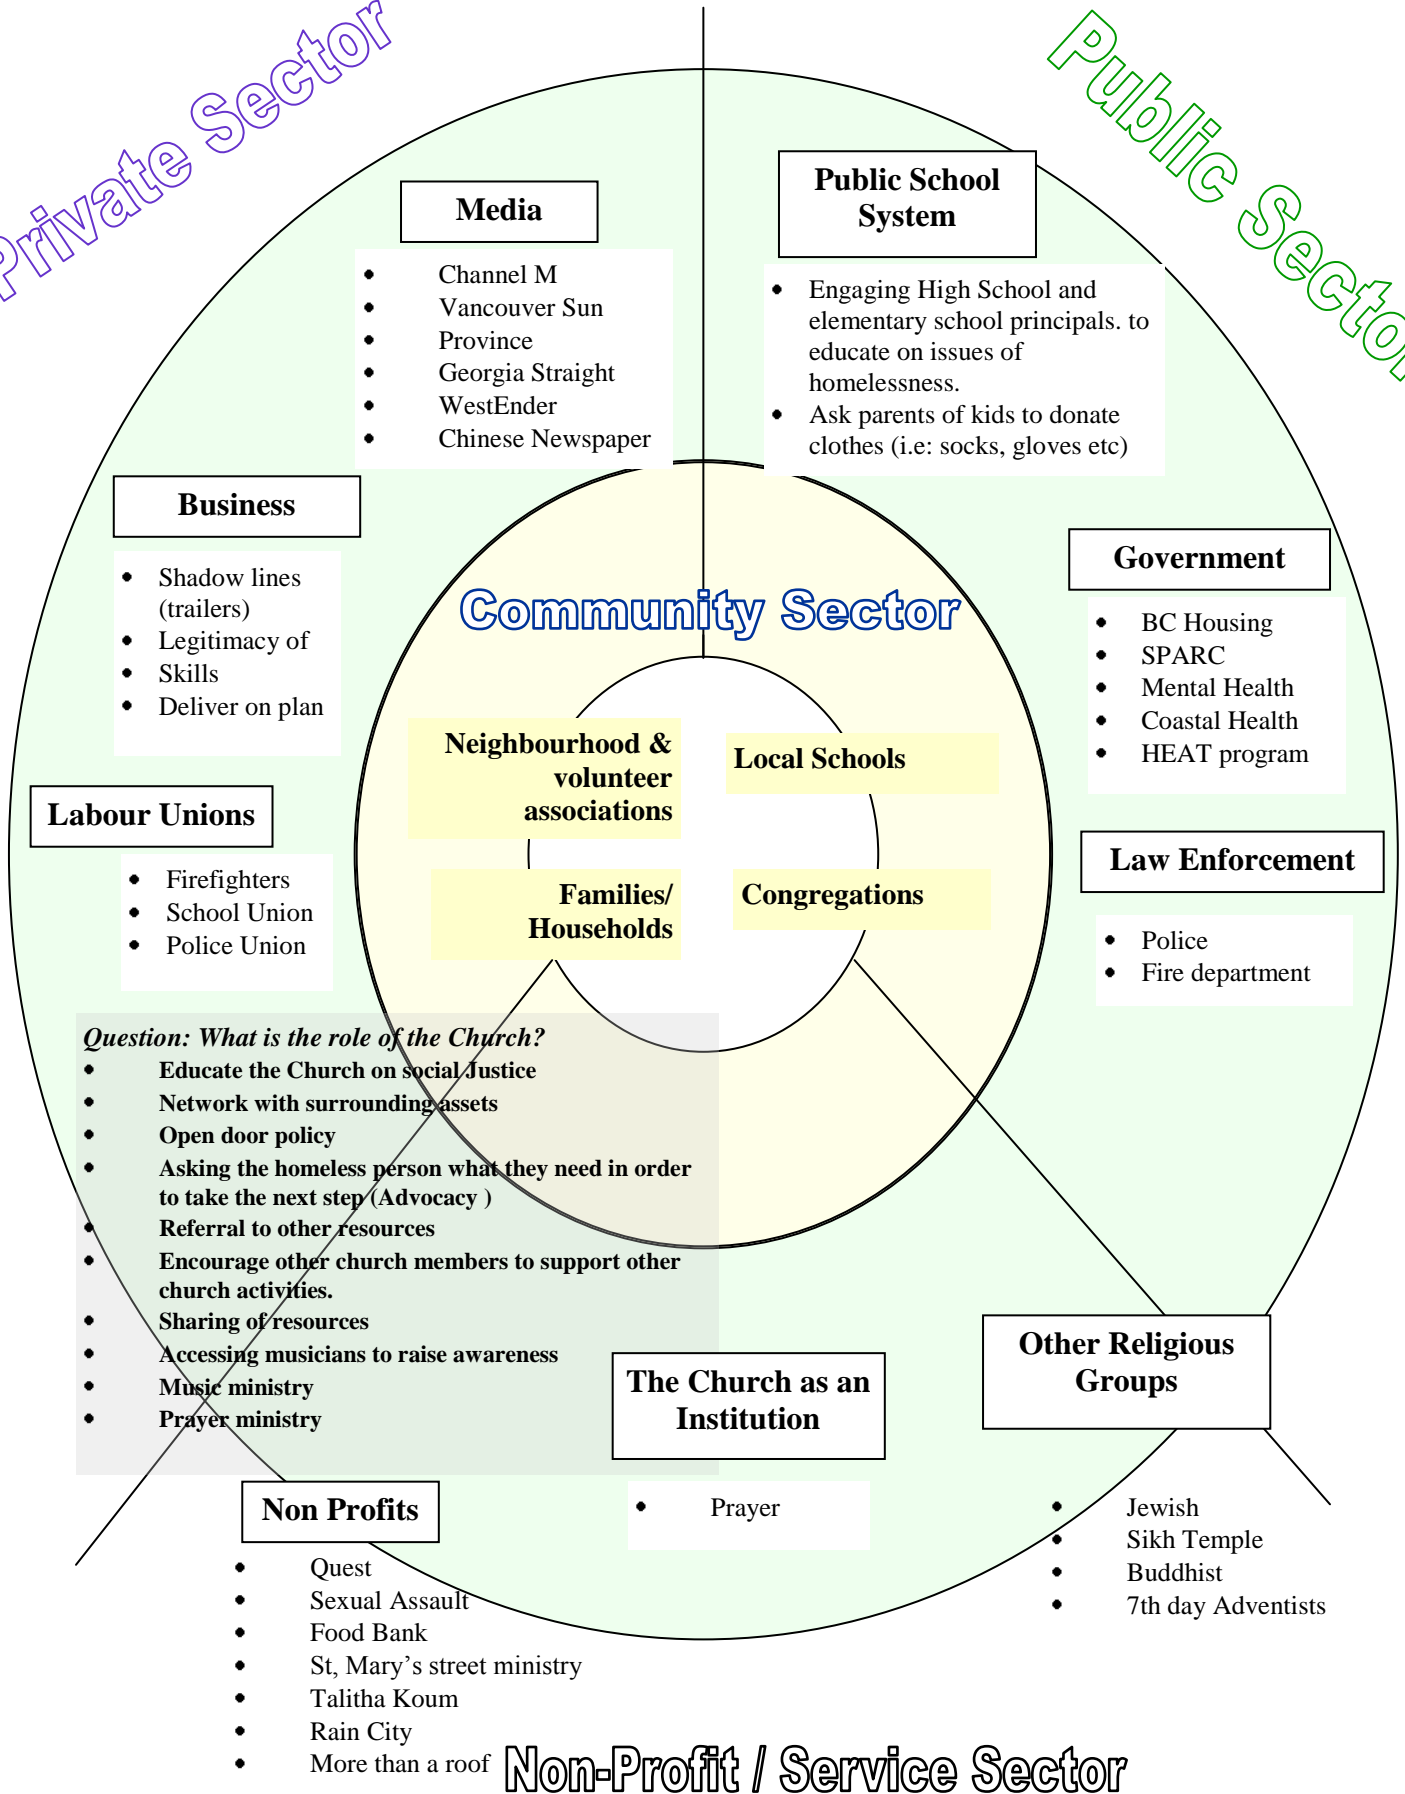 Private Sector
Public Sector
Media
• Channel M
• Vancouver Sun
• Province
• Georgia Straight
• WestEnder
• Chinese Newspaper
Public School
System
• Engaging High School and
elementary school principals. to
educate on issues of
homelessness.
• Ask parents of kids to donate
clothes (i.e: socks, gloves etc)
Business
• Shadow lines
(trailers)
• Legitimacy of
• Skills
• Deliver on plan
Government
• BC Housing
• SPARC
• Mental Health
• Coastal Health
• HEAT program
Community Sector
Neighbourhood &
volunteer
associations
Local Schools
Families/
Households
Congregations
Labour Unions
• Firefighters
• School Union
• Police Union
Law Enforcement
• Police
• Fire department
Question: What is the role of the Church?
• Educate the Church on social Justice
• Network with surrounding assets
• Open door policy
• Asking the homeless person what they need in order
to take the next step (Advocacy )
• Referral to other resources
• Encourage other church members to support other
church activities.
• Sharing of resources
• Accessing musicians to raise awareness
• Music ministry
• Prayer ministry
The Church as an
Institution
• Prayer
Other Religious
Groups
• Jewish
• Sikh Temple
• Buddhist
• 7th day Adventists
Non Profits
• Quest
• Sexual Assault
• Food Bank
• St, Mary’s street ministry
• Talitha Koum
• Rain City
• More than a roof
Non-Profit / Service Sector